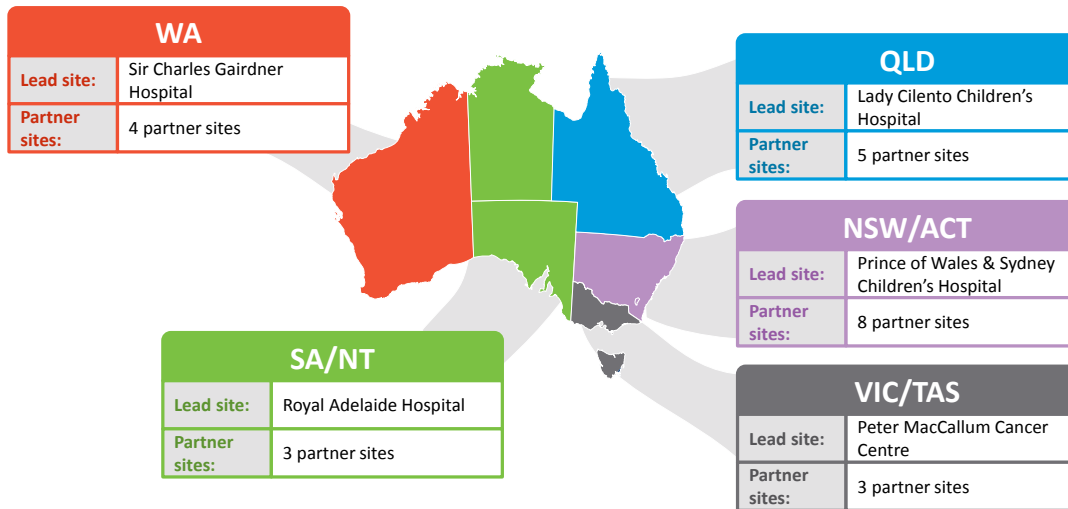 WA
Lead site:
Sir Charles Gairdner
Hospital
Partner
sites:
4 partner sites
QLD
Lead site:
Lady Cilento Children’s
Hospital
Partner
sites:
5 partner sites
NSW/ACT
Lead site:
Prince of Wales & Sydney
Children’s Hospital
Partner
sites:
8 partner sites
SA/NT
Lead site:
Royal Adelaide Hospital
Partner
sites:
3 partner sites
VIC/TAS
Lead site:
Peter MacCallum Cancer
Centre
Partner
sites:
3 partner sites